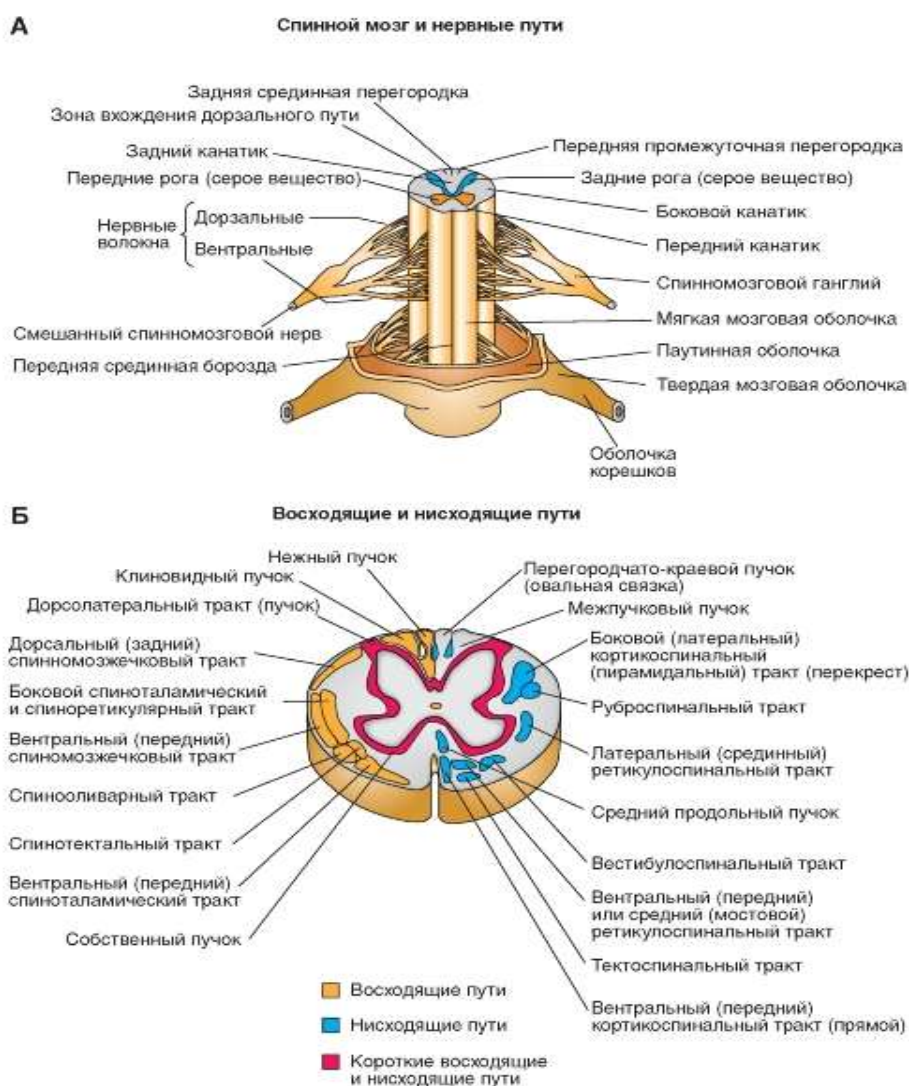 А
Спинной мозг и нервные пути
Задняя срединная перегородка
Зона вхождения дорзального пути
Задний канатик
Передние рога (серое вещество)
Нервные
волокна
Дорзальные
Вентральные
Смешанный спинномозговой нерв
Передняя срединная борозда
Передняя промежуточная перегородка
Задние рога (серое вещество)
Боковой канатик
Передний канатик
Спинномозговой ганглий
Мягкая мозговая оболочка
Паутинная оболочка
Твердая мозговая оболочка
Оболочка
корешков
Б
Восходящие и нисходящие пути
Нежный пучок
Клиновидный пучок
Дорсолатеральный тракт (пучок)
Дорсальный (задний)
спинномозжечковый тракт
Боковой спиноталамический
и спиноретикулярный тракт
Вентральный (передний)
спиномозжечковый тракт
Спинооливарный тракт
Спинотектальный тракт
Вентральный (передний)
спиноталамический тракт
Собственный пучок
Перегородчато-краевой пучок
(овальная связка)
Межпучковый пучок
Боковой (латеральный)
кортикоспинальный
(пирамидальный) тракт (перекрест)
Руброспинальный тракт
Латеральный (срединный)
ретикулоспинальный тракт
Средний продольный пучок
Вестибулоспинальный тракт
Вентральный (передний)
или средний (мостовой)
ретикулоспинальный тракт
Тектоспинальный тракт
Вентральный (передний)
кортикоспинальный тракт (прямой)
Восходящие пути
Нисходящие пути
Короткие восходящие
и нисходящие пути